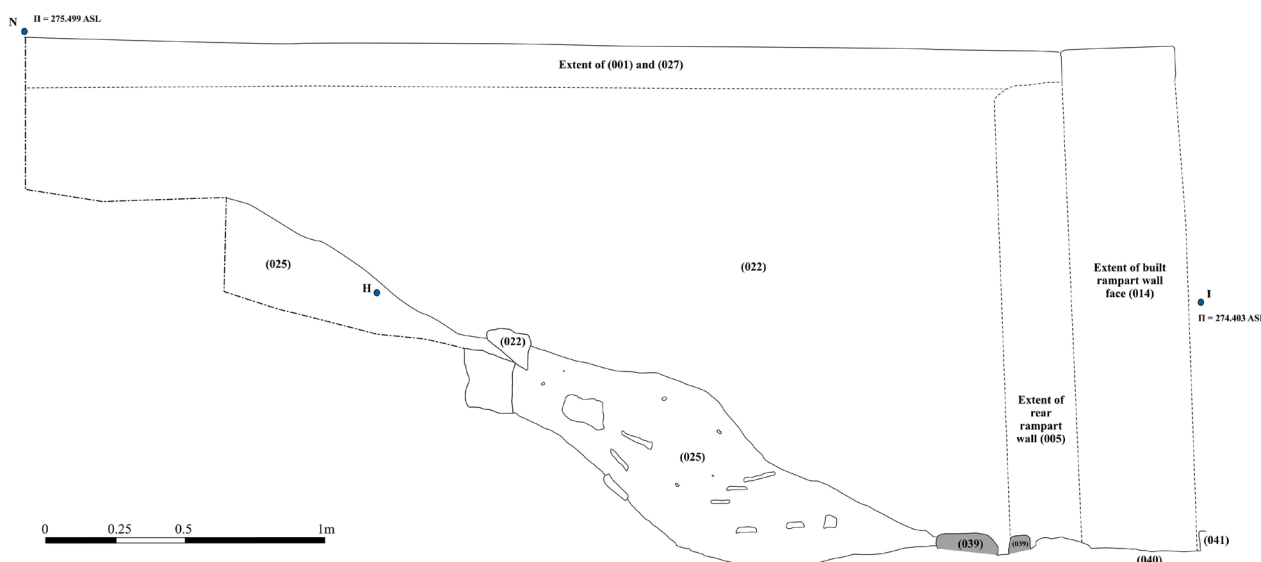 N
Π = 275.499 ASL
Extent of (001) and (027)
(025)
H
(022)
Extent of built
rampart wall
face (014)
I
Π = 274.403 ASL
(022)
Extent of
rear
rampart
wall (005)
(025)
0 0.25 0.5 1m
(039)
(039)
(041)
(040)